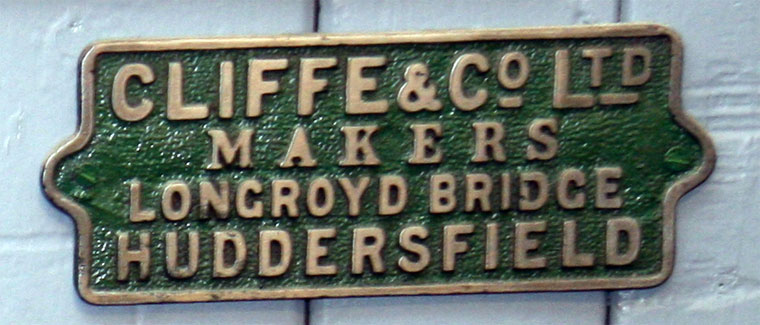 CLIFFE & Co LTD
MAKERS
LONGROYD BRIDGE
HUDDERSFIELD